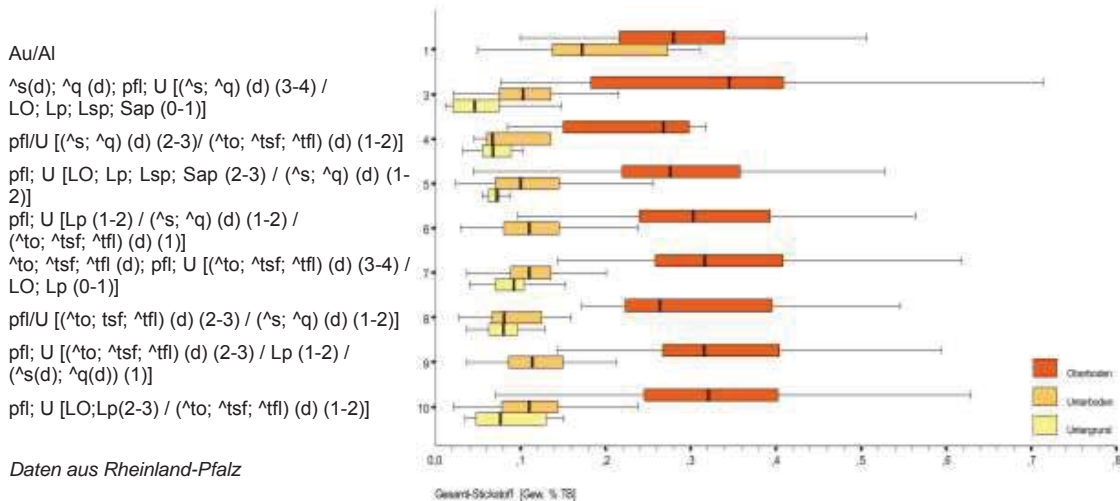 Au/Al
^s(d); ^q (d); pfl; U [(^s; ^q) (d) (3-4) /
LO; Lp; Lsp; Sap (0-1)]
pfl/U [(^s; ^q) (d) (2-3)/ (^to; ^tsf; ^tfl) (d) (1-2)]
pfl; U [LO; Lp; Lsp; Sap (2-3) / (^s; ^q) (d) (1-
2)]
pfl; U [Lp (1-2) / (^s; ^q) (d) (1-2) /
(^to; ^tsf; ^tfl) (d) (1)]
^to; ^tsf; ^tfl (d); pfl; U [(^to; ^tsf; ^tfl) (d) (3-4) /
LO; Lp (0-1)]
pfl/U [(^to; tsf; ^tfl) (d) (2-3) / (^s; ^q) (d) (1-2)]
pfl; U [(^to; ^tsf; ^tfl) (d) (2-3) / Lp (1-2) /
(^s(d); ^q(d)) (1)]
pfl; U [LO;Lp(2-3) / (^to; ^tsf; ^tfl) (d) (1-2)]
Daten aus Rheinland-Pfalz
1
3
4
5
6
7
8
9
10
Oberboden
Unterboden
Untergrund
0,0 ,1 ,2 ,3 ,4 ,5 ,6 ,7 ,8
Gesamt-Stickstoff [Gew. % TB]